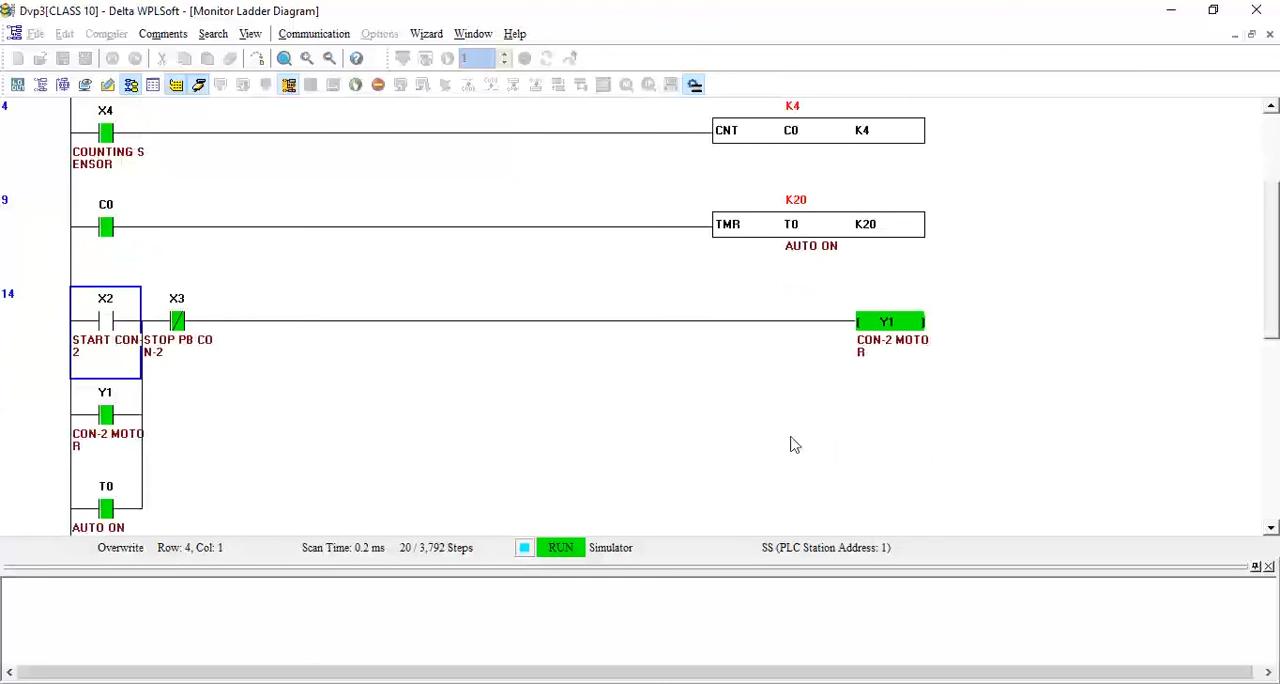 Dvp3[CLASS 10] - Delta WPLSoft - [Monitor Ladder Diagram]
File Edit Compiler Comments Search View Communication Options Wizard Window Help
1
4
X4
K4
CNT C0 K4
COUNTING S
ENSOR
9
C0
K20
TMR T0 K20
AUTO ON
14
X2 X3
Y1
START CON-
2
STOP PB CO
N-2
CON-2 MOTO
R
Y1
CON-2 MOTO
R
T0
AUTO ON
Overwrite Row: 4, Col: 1 Scan Time: 0.2 ms 20 / 3,792 Steps RUN Simulator SS (PLC Station Address: 1)